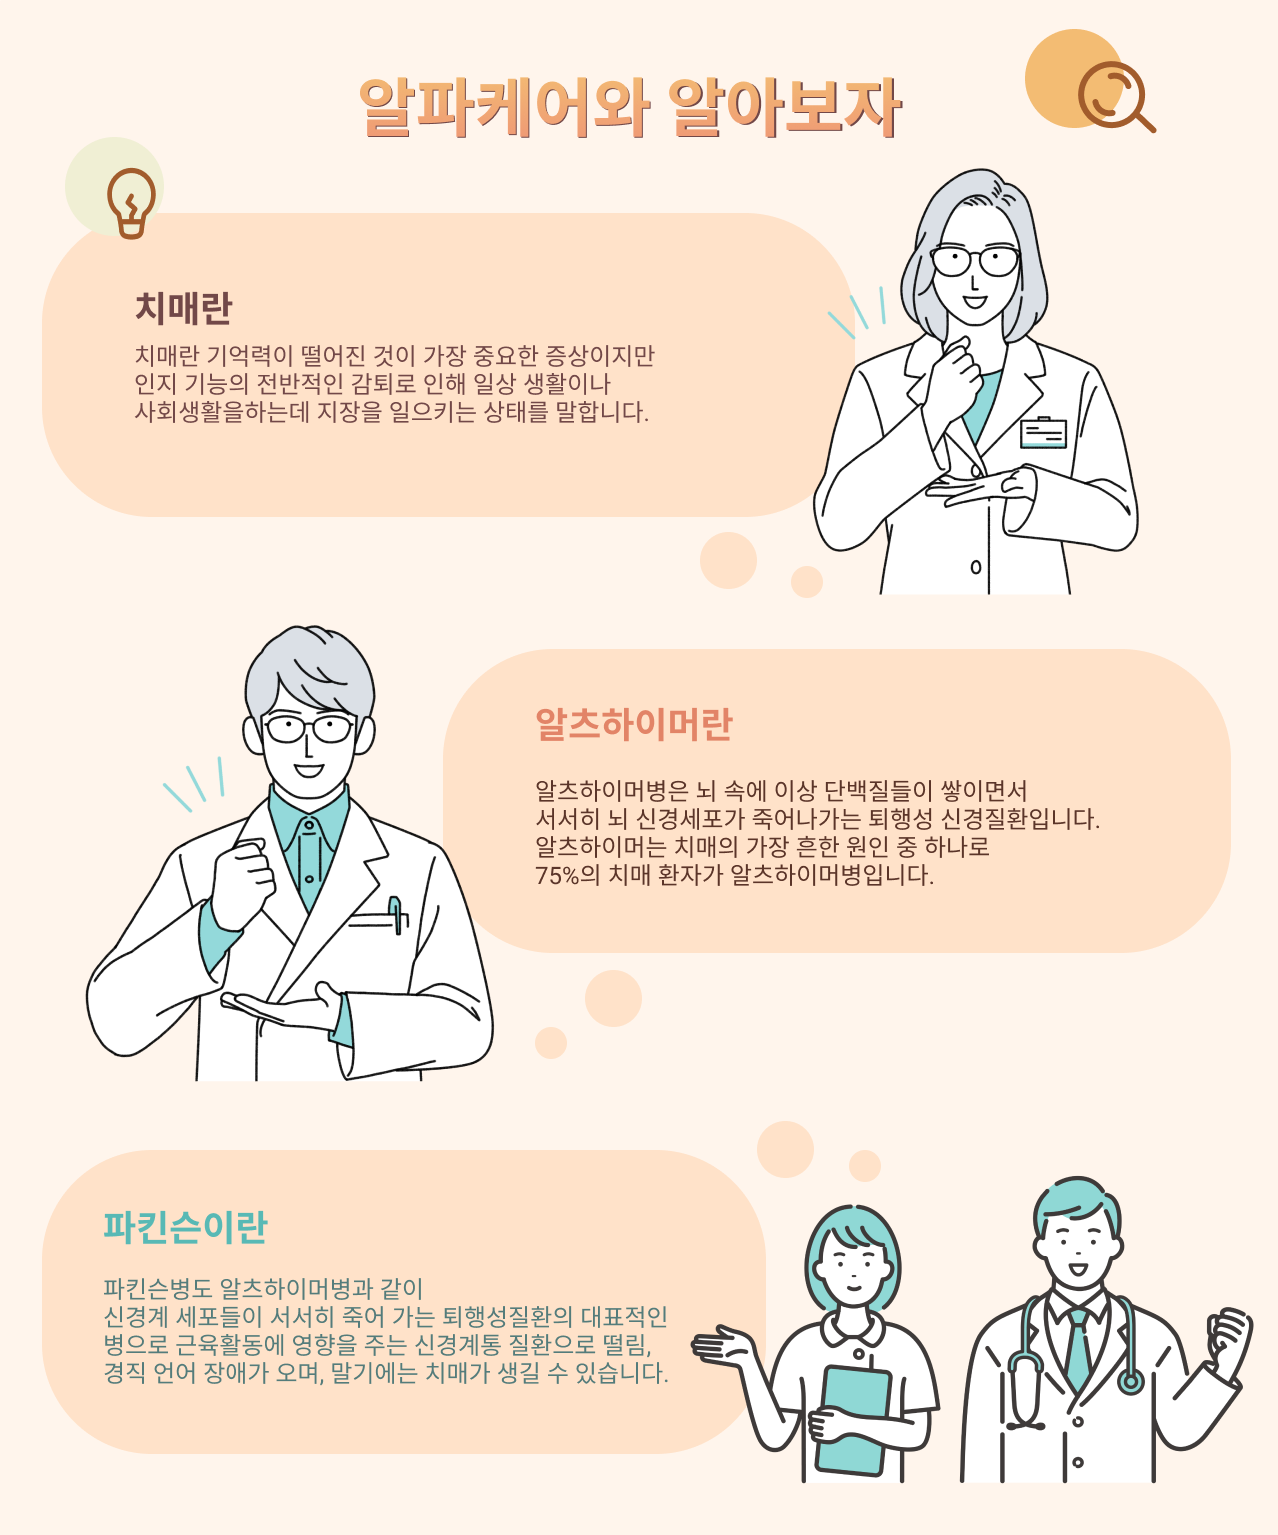 알파케어와 알아보자
치매란
치매란 기억력이 떨어진 것이 가장 중요한 증상이지만
인지 기능의 전반적인 감퇴로 인해 일상 생활이나
사회생활을하는데 지장을 일으키는 상태를 말합니다.
알츠하이머란
알츠하이머병은 뇌 속에 이상 단백질들이 쌓이면서
서서히 뇌 신경세포가 죽어나가는 퇴행성 신경질환입니다.
알츠하이머는 치매의 가장 흔한 원인 중 하나로
75%의 치매 환자가 알츠하이머병입니다.
파킨슨이란
파킨슨병도 알츠하이머병과 같이
신경계 세포들이 서서히 죽어 가는 퇴행성질환의 대표적인
병으로 근육활동에 영향을 주는 신경계통 질환으로 떨림,
경직 언어 장애가 오며, 말기에는 치매가 생길 수 있습니다.